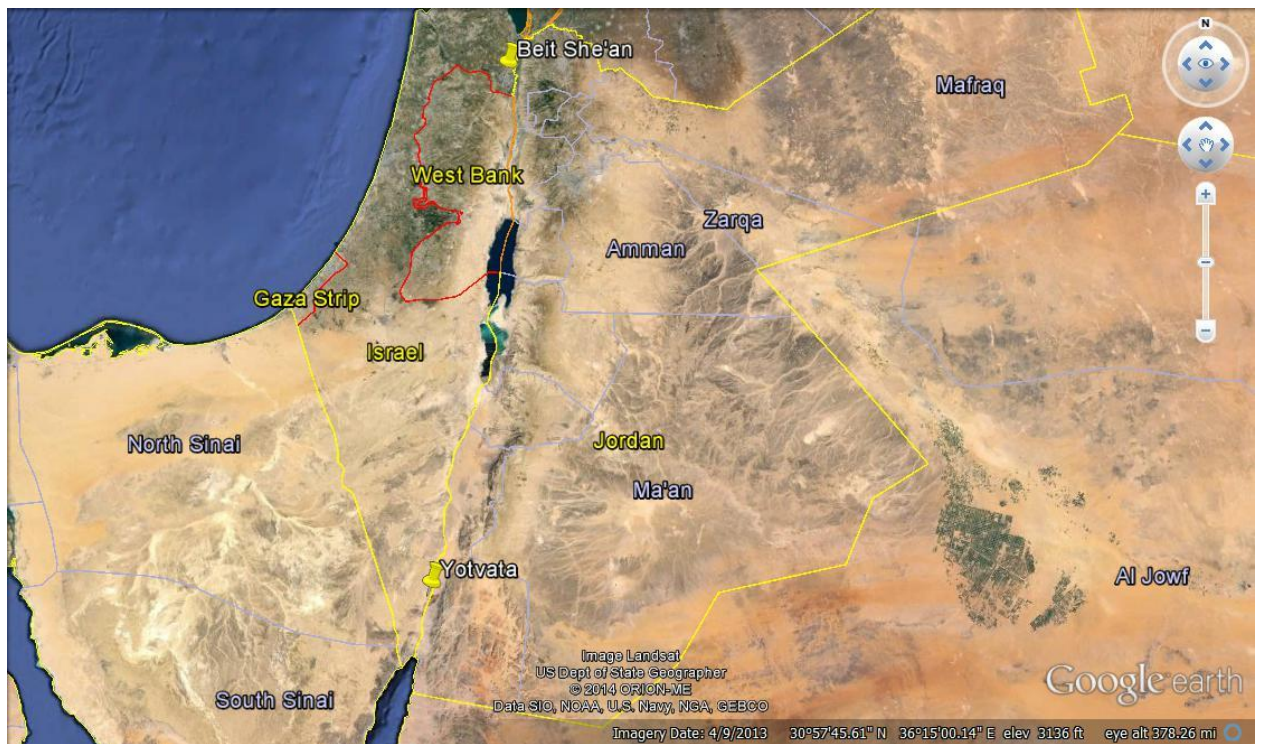 N
Beit She'an
Mafraq
West Bank
Zarqa
Amman
Gaza Strip
Israel
North Sinai
Jordan
Ma'an
Yotvata
Al Jowf
Image Landsat
US Dept of State Geographer
© 2014 ORION-ME
Data SIO, NOAA, U.S. Navy, NGA, GEBCO
South Sinai
Google earth
Imagery Date: 4/9/2013 30°57'45.61" N 36°15'00.14" E elev 3136 ft eye alt 378.26 mi